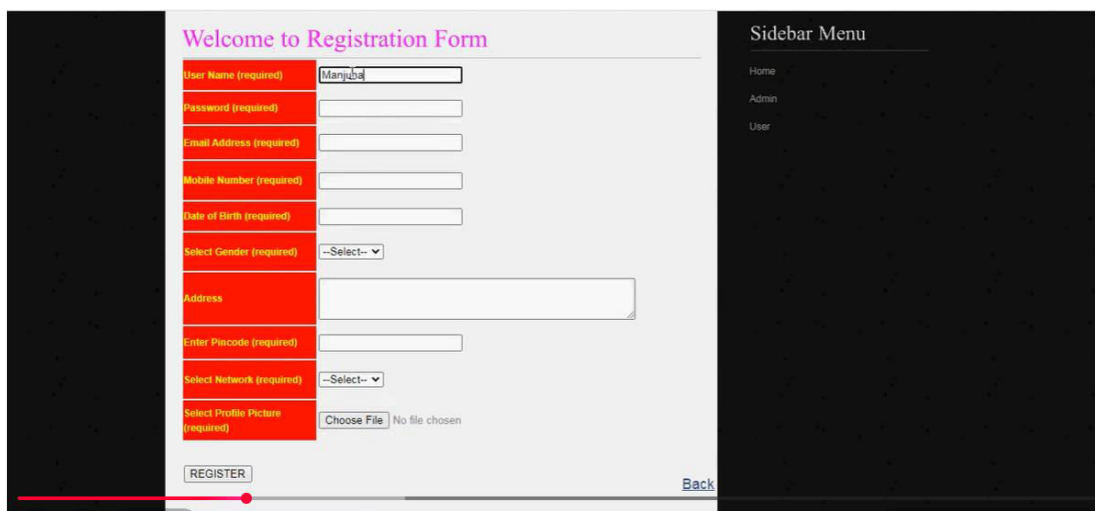 Welcome to Registration Form
User Name (required)
Password (required)
Email Address (required)
Mobile Number (required)
Date of Birth (required)
Select Gender (required) --Select--
Address
Enter Pincode (required)
Select Network (required) --Select--
Select Profile Picture
(required)
Choose File No file chosen
REGISTER
Back
Sidebar Menu
Home
Admin
User